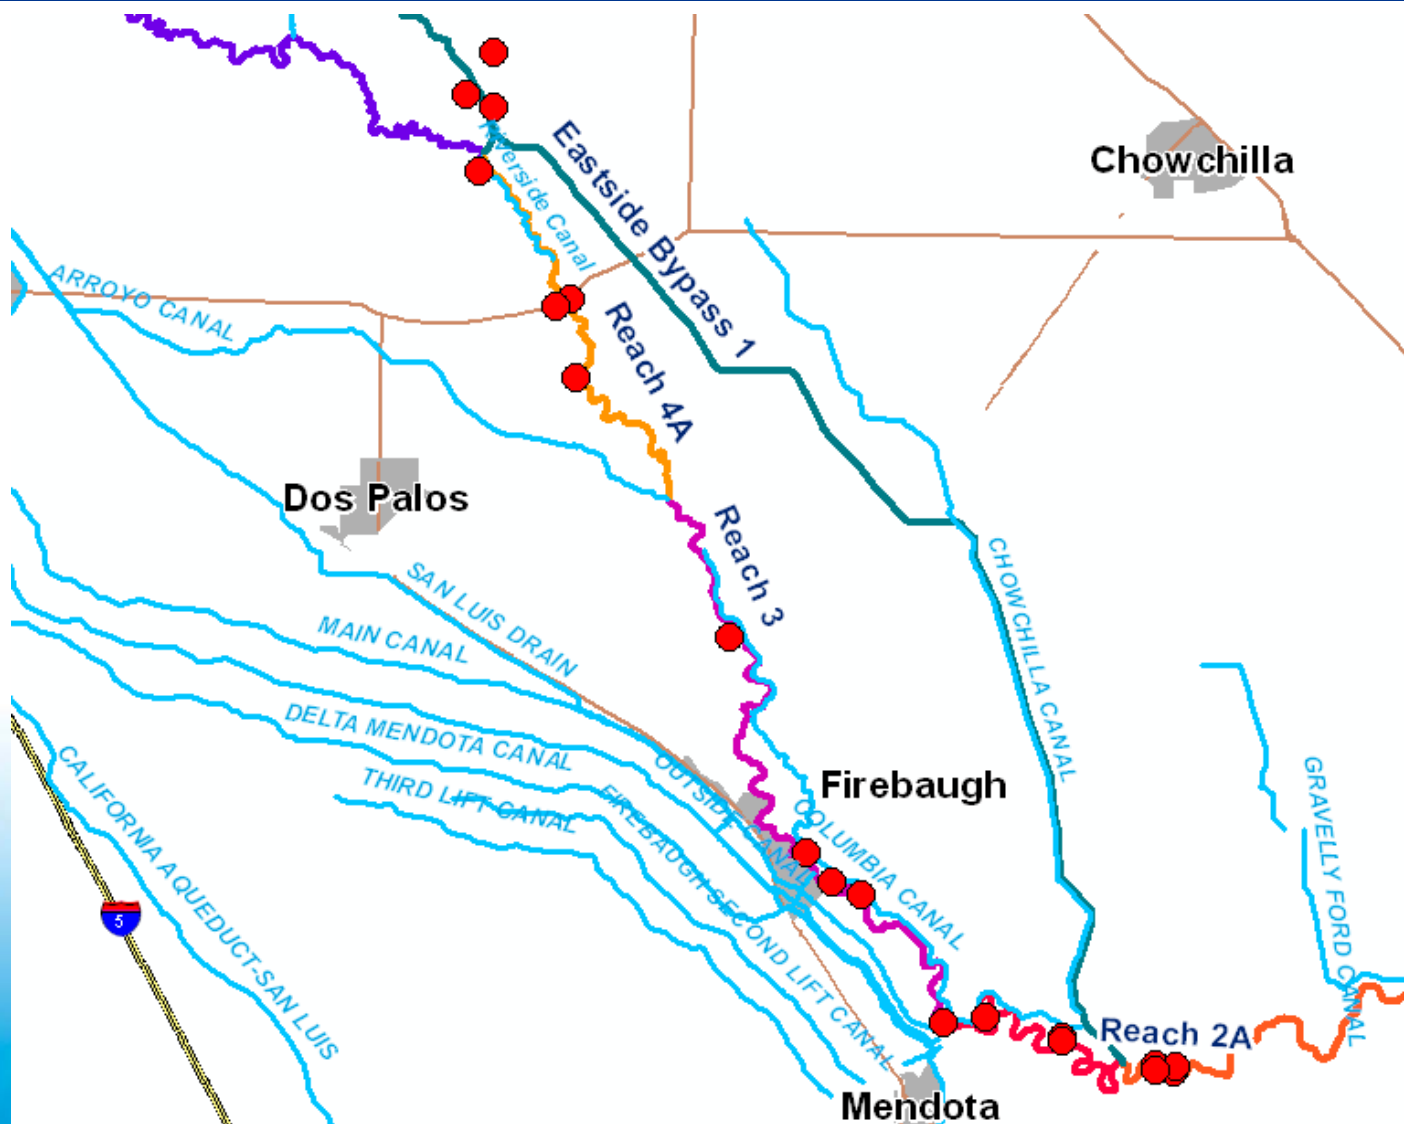 Chowchilla
Eastside Bypass 1
Riverside Canal
ARROYO CANAL
Reach 4A
Dos Palos
Reach 3
SAN LUIS DRAIN
CHOWCHILLA CANAL
MAIN CANAL
DELTA MENDOTA CANAL
OUTSIDE CANAL
Firebaugh
THIRD LIFT CANAL
FIREBAUGH SECOND LIFT CANAL
COLUMBIA CANAL
GRAVELLY FORD CANAL
CALIFORNIA AQUEDUCT-SAN LUIS
5
Reach 2A
Mendota